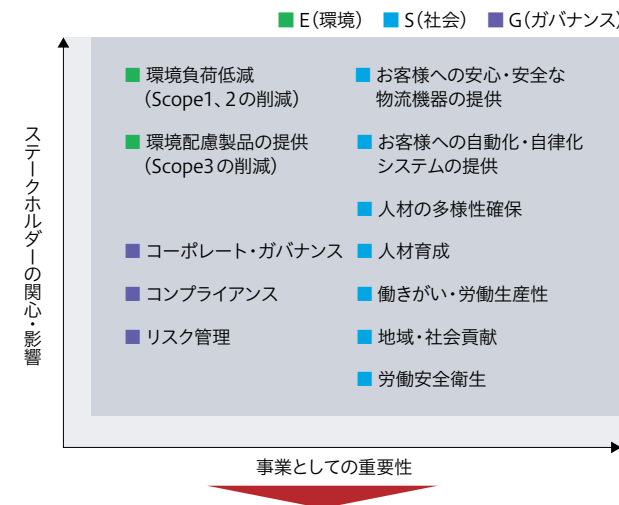 E(環境) S(社会) G(ガバナンス)
ステークホルダーの関心・影響
環境負荷低減
(Scope1、2の削減)
環境配慮製品の提供
(Scope3の削減)
コーポレート・ガバナンス
コンプライアンス
リスク管理
お客様への安心・安全な
物流機器の提供
お客様への自動化・自律化
システムの提供
人材の多様性確保
人材育成
働きがい・労働生産性
地域・社会貢献
労働安全衛生
事業としての重要性